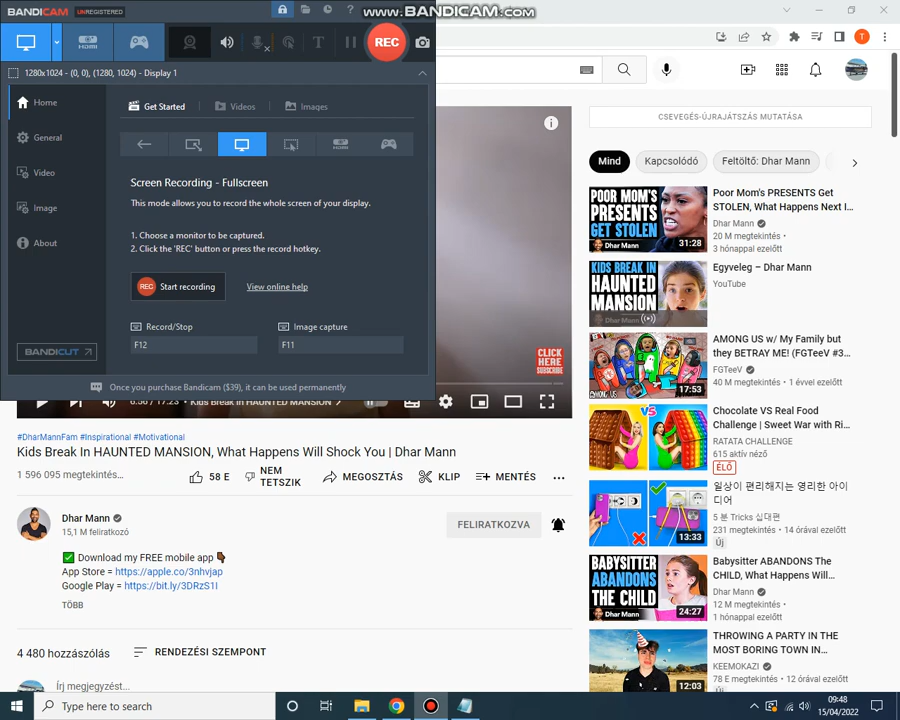 BANDICAM UNREGISTERED
www.BANDICAM.com
REC
1280x1024 - (0, 0), (1280, 1024) - Display 1
Home
General
Video
Image
About
BANDICUT
Get Started
Videos
Images
HDMI
Screen Recording - Fullscreen
This mode allows you to record the whole screen of your display.
1. Choose a monitor to be captured.
2. Click the 'REC' button or press the record hotkey.
REC Start recording
View online help
Record/Stop
F12
Image capture
F11
Once you purchase Bandicam ($39), it can be used permanently
T
CLICK
HERE
SUBSCRIBE
Kids Break In HAUNTED MANSION
#DharMannFam #Inspirational #Motivational
Kids Break In HAUNTED MANSION, What Happens Will Shock You | Dhar Mann
1 596 095 megtekintés...
58 E
NEM TETSZIK
MEGOSZTÁS
KLIP
MENTÉS
Dhar Mann
15,1 M feliratkozó
FELIRATKOZVA
Download my FREE mobile app
App Store = https://apple.co/3nhvjap
Google Play = https://bit.ly/3DRzS1I
TÖBB
4 480 hozzászólás
RENDEZÉSI SZEMPONT
Írj megjegyzést...
CSEVEGÉS-ÚJRAJÁTSZÁS MUTATÁSA
Mind
Kapcsolódó
Feltöltő: Dhar Mann
POOR MOM'S
PRESENTS
GET
STOLEN
Dhar Mann
31:28
Poor Mom's PRESENTS Get
STOLEN, What Happens Next I...
Dhar Mann
20 M megtekintés •
3 hónappal ezelőtt
KIDS BREAK IN
HAUNTED
MANSION
Egyveleg – Dhar Mann
YouTube
17:53
AMONG US w/ My Family but
they BETRAY ME! (FGTeeV #3...
FGTeeV
40 M megtekintés • 1 évvel ezelőtt
VS
Chocolate VS Real Food
Challenge | Sweet War with Ri...
RATATA CHALLENGE
615 aktív néző
ÉLŐ
13:33
일상이 편리해지는 영리한 아이
디어
5 분 Tricks 십대편
231 megtekintés • 14 órával ezelőtt
Új
BABYSITTER
ABANDONS
THE CHILD
Dhar Mann
24:27
Babysitter ABANDONS The
CHILD, What Happens Will...
Dhar Mann
12 M megtekintés •
1 hónappal ezelőtt
12:03
THROWING A PARTY IN THE
MOST BORING TOWN IN...
KEEMOKAZI
78 E megtekintés • 12 órával ezelőtt
Type here to search
09:48
15/04/2022